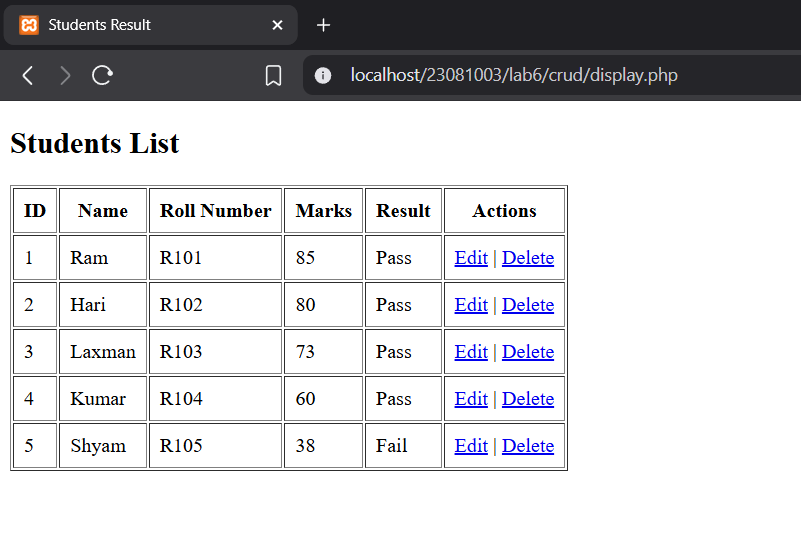 Students Result
localhost/23081003/lab6/crud/display.php
Students List
ID Name Roll Number Marks Result Actions
1 Ram R101 85 Pass Edit | Delete
2 Hari R102 80 Pass Edit | Delete
3 Laxman R103 73 Pass Edit | Delete
4 Kumar R104 60 Pass Edit | Delete
5 Shyam R105 38 Fail Edit | Delete